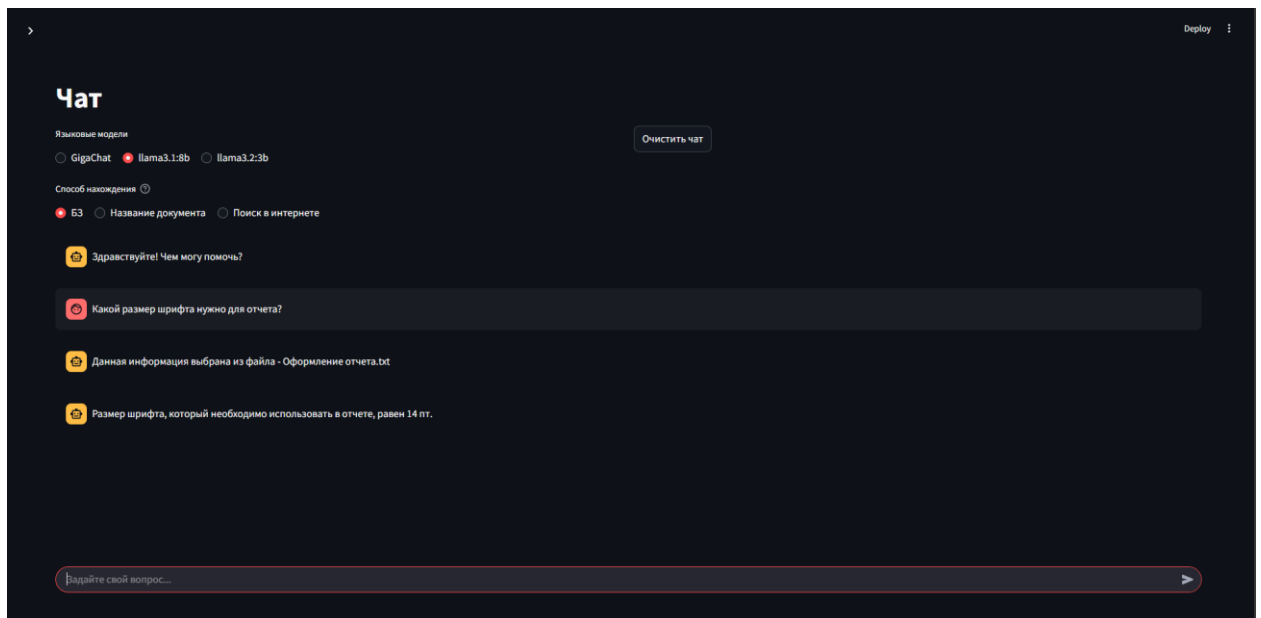 Deploy
Чат
Языковые модели
Очистить чат
GigaChat llama3.1:8b llama3.2:3b
Способ нахождения
БЗ Название документа Поиск в интернете
Здравствуйте! Чем могу помочь?
Какой размер шрифта нужно для отчета?
Данная информация выбрана из файла - Оформление отчета.txt
Размер шрифта, который необходимо использовать в отчете, равен 14 пт.
Задайте свой вопрос...